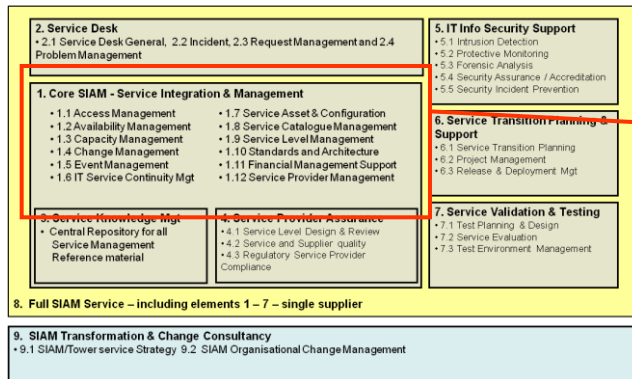 2. Service Desk
• 2.1 Service Desk General, 2.2 Incident, 2.3 Request Management and 2.4
Problem Management
1. Core SIAM - Service Integration & Management
• 1.1 Access Management
• 1.2 Availability Management
• 1.3 Capacity Management
• 1.4 Change Management
• 1.5 Event Management
• 1.6 IT Service Continuity Mgt
• 1.7 Service Asset & Configuration
• 1.8 Service Catalogue Management
• 1.9 Service Level Management
• 1.10 Standards and Architecture
• 1.11 Financial Management Support
• 1.12 Service Provider Management
3. Service Knowledge Mgt
• Central Repository for all
Service Management
Reference material
4. Service Provider Assurance
• 4.1 Service Level Design & Review
• 4.2 Service and Supplier quality
• 4.3 Regulatory Service Provider
Compliance
5. IT Info Security Support
• 5.1 Intrusion Detection
• 5.2 Protective Monitoring
• 5.3 Forensic Analysis
• 5.4 Security Assurance / Accreditation
• 5.5 Security Incident Prevention
6. Service Transition Planning &
Support
• 6.1 Service Transition Planning
• 6.2 Project Management
• 6.3 Release & Deployment Mgt
7. Service Validation & Testing
• 7.1 Test Planning & Design
• 7.2 Service Evaluation
• 7.3 Test Environment Management
8. Full SIAM Service – including elements 1 – 7 – single supplier
9. SIAM Transformation & Change Consultancy
• 9.1 SIAM/Tower service Strategy 9.2 SIAM Organisational Change Management